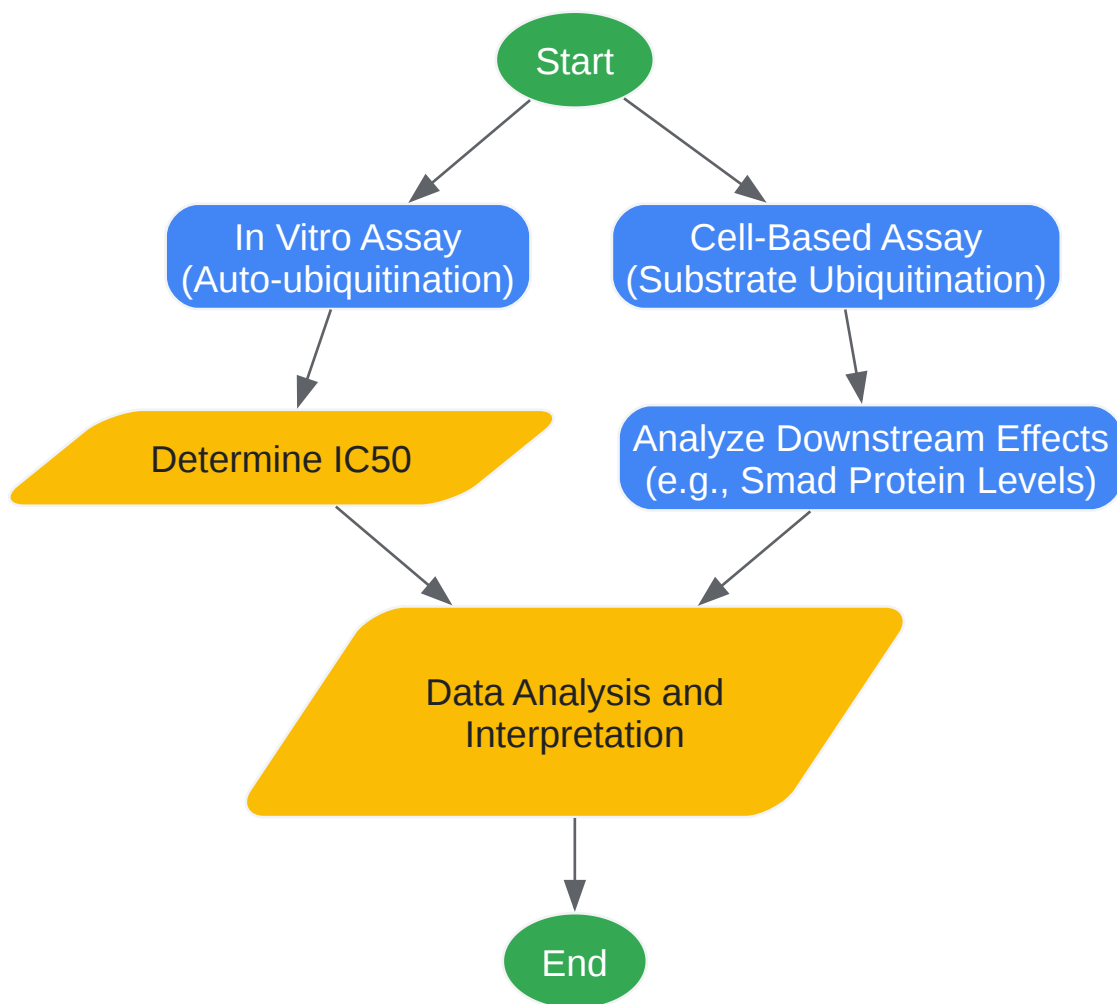 Start
In Vitro Assay
(Auto-ubiquitination)
Cell-Based Assay
(Substrate Ubiquitination)
Determine IC50
Analyze Downstream Effects
(e.g., Smad Protein Levels)
Data Analysis and
Interpretation
End